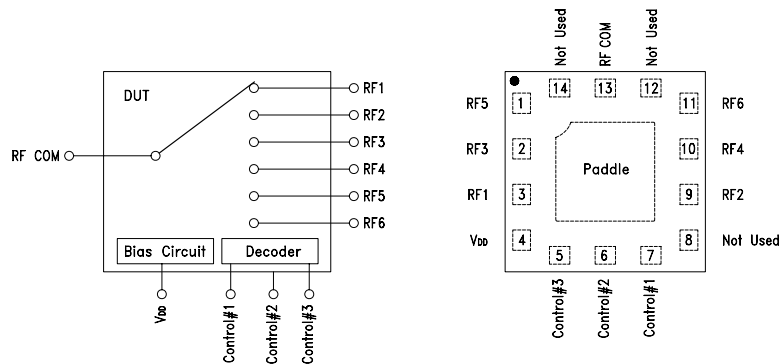 DUT
RF COM
RF1
RF2
RF3
RF4
RF5
RF6
Bias Circuit
Decoder
VDD
Control#1
Control#2
Control#3
Not Used
RF COM
Not Used
14
13
12
RF5
1
11
RF6
RF3
2
10
RF4
Paddle
RF1
3
9
RF2
VDD
4
8
Not Used
5
6
7
Control#3
Control#2
Control#1